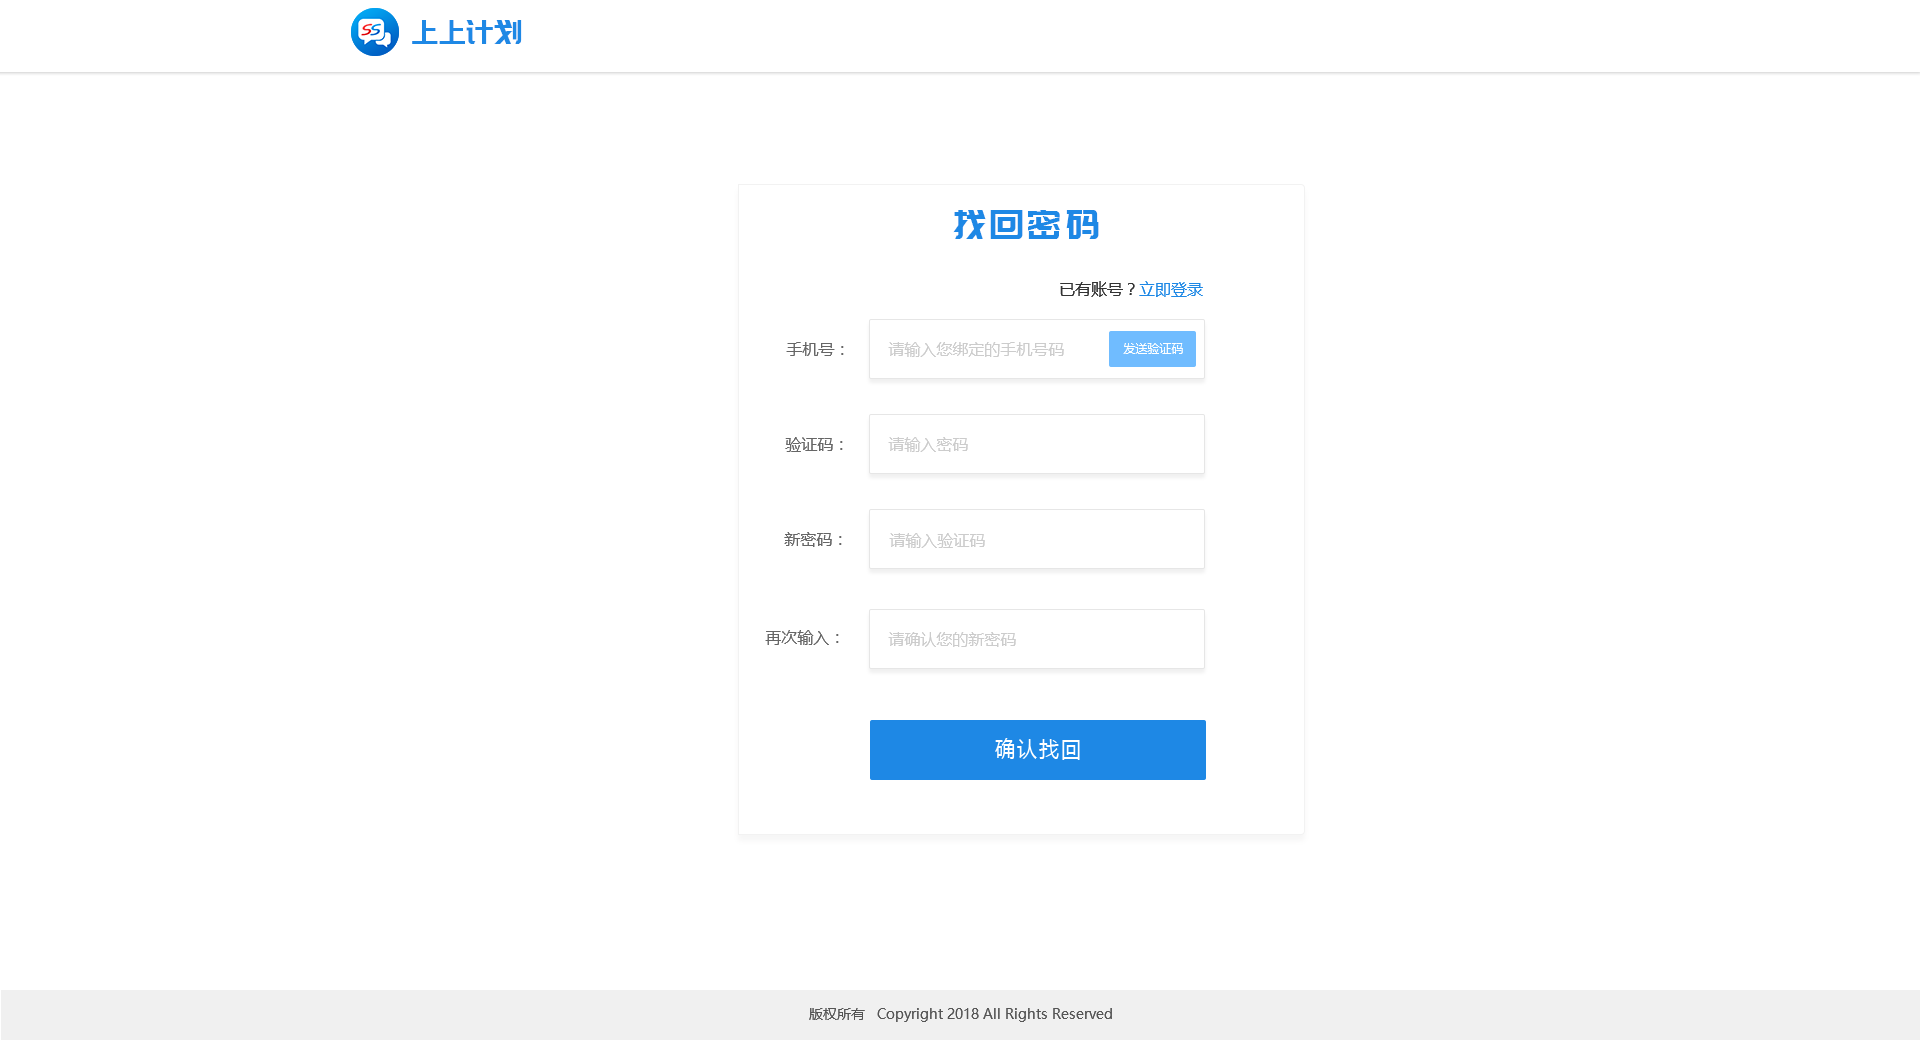 SS 上上计划
找回密码
已有账号？立即登录
手机号： 请输入您绑定的手机号码 发送验证码
验证码： 请输入密码
新密码： 请输入验证码
再次输入： 请确认您的新密码
确认找回
版权所有 Copyright 2018 All Rights Reserved